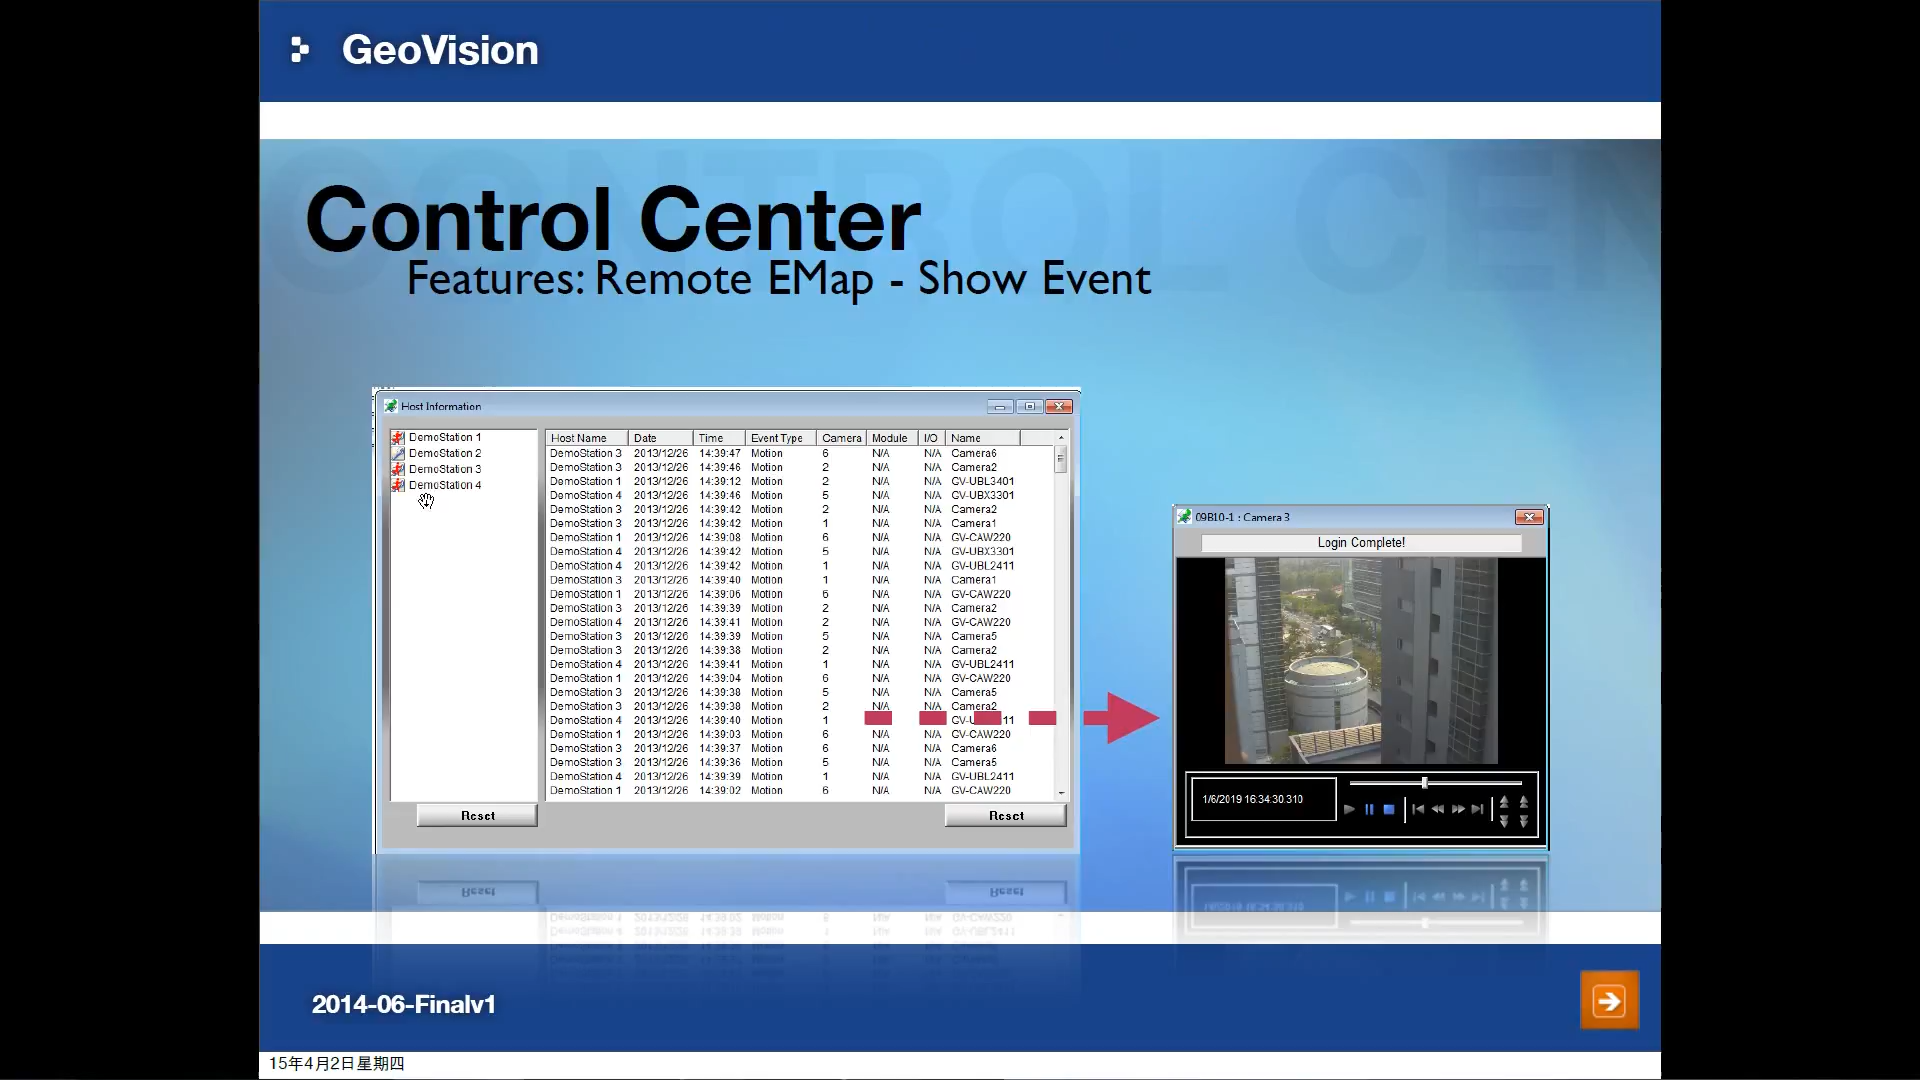 GeoVision
Control Center
Features: Remote EMap - Show Event
Host Information
DemoStation 1
DemoStation 2
DemoStation 3
DemoStation 4
Host Name Date Time Event Type Camera Module I/O Name
DemoStation 3 2013/12/26 14:39:47 Motion 6 N/A N/A Camera6
DemoStation 3 2013/12/26 14:39:46 Motion 2 N/A N/A Camera2
DemoStation 1 2013/12/26 14:39:12 Motion 2 N/A N/A GV-UBL3401
DemoStation 4 2013/12/26 14:39:46 Motion 5 N/A N/A GV-UBX3301
DemoStation 3 2013/12/26 14:39:42 Motion 2 N/A N/A Camera2
DemoStation 3 2013/12/26 14:39:42 Motion 1 N/A N/A Camera1
DemoStation 1 2013/12/26 14:39:08 Motion 6 N/A N/A GV-CAW220
DemoStation 4 2013/12/26 14:39:42 Motion 5 N/A N/A GV-UBX3301
DemoStation 4 2013/12/26 14:39:42 Motion 1 N/A N/A GV-UBL2411
DemoStation 3 2013/12/26 14:39:40 Motion 1 N/A N/A Camera1
DemoStation 1 2013/12/26 14:39:06 Motion 6 N/A N/A GV-CAW220
DemoStation 3 2013/12/26 14:39:39 Motion 2 N/A N/A Camera2
DemoStation 4 2013/12/26 14:39:41 Motion 2 N/A N/A GV-CAW220
DemoStation 3 2013/12/26 14:39:39 Motion 5 N/A N/A Camera5
DemoStation 3 2013/12/26 14:39:38 Motion 2 N/A N/A Camera2
DemoStation 4 2013/12/26 14:39:41 Motion 1 N/A N/A GV-UBL2411
DemoStation 1 2013/12/26 14:39:04 Motion 6 N/A N/A GV-CAW220
DemoStation 3 2013/12/26 14:39:38 Motion 5 N/A N/A Camera5
DemoStation 3 2013/12/26 14:39:38 Motion 2 N/A N/A Camera2
DemoStation 4 2013/12/26 14:39:40 Motion 1
DemoStation 1 2013/12/26 14:39:03 Motion 6 N/A N/A GV-CAW220
DemoStation 3 2013/12/26 14:39:37 Motion 6 N/A N/A Camera6
DemoStation 3 2013/12/26 14:39:36 Motion 5 N/A N/A Camera5
DemoStation 4 2013/12/26 14:39:39 Motion 1 N/A N/A GV-UBL2411
DemoStation 1 2013/12/26 14:39:02 Motion 6 N/A N/A GV-CAW220
Reset Reset
09B10-1 : Camera 3
Login Complete!
1/6/2019 16:34:30.310
2014-06-Finalv1
15年4月2日星期四